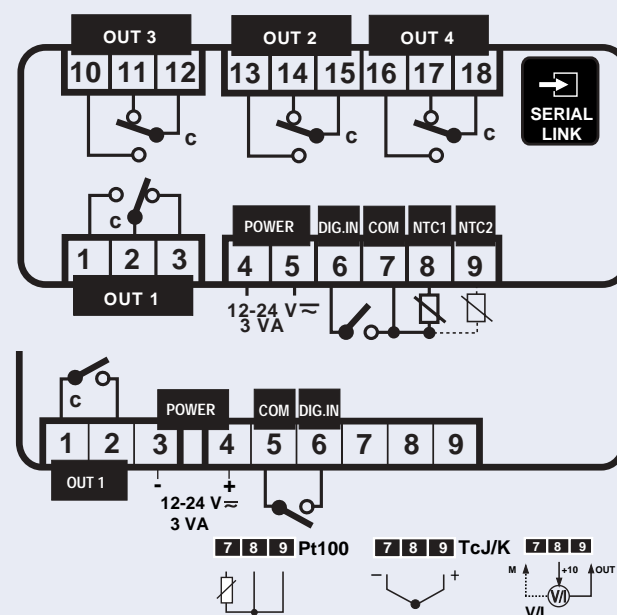 OUT 3 OUT 2 OUT 4
10 11 12 13 14 15 16 17 18
c c c
SERIAL
LINK
c
POWER DIG.IN COM NTC1 NTC2
1 2 3 4 5 6 7 8 9
OUT 1
12-24 V
3 VA
c
POWER COM DIG.IN
1 2 3 4 5 6 7 8 9
OUT 1
- +
12-24 V
3 VA
7 8 9 Pt100 7 8 9 TcJ/K 7 8 9
- + M +10 OUT
V/I
V/I